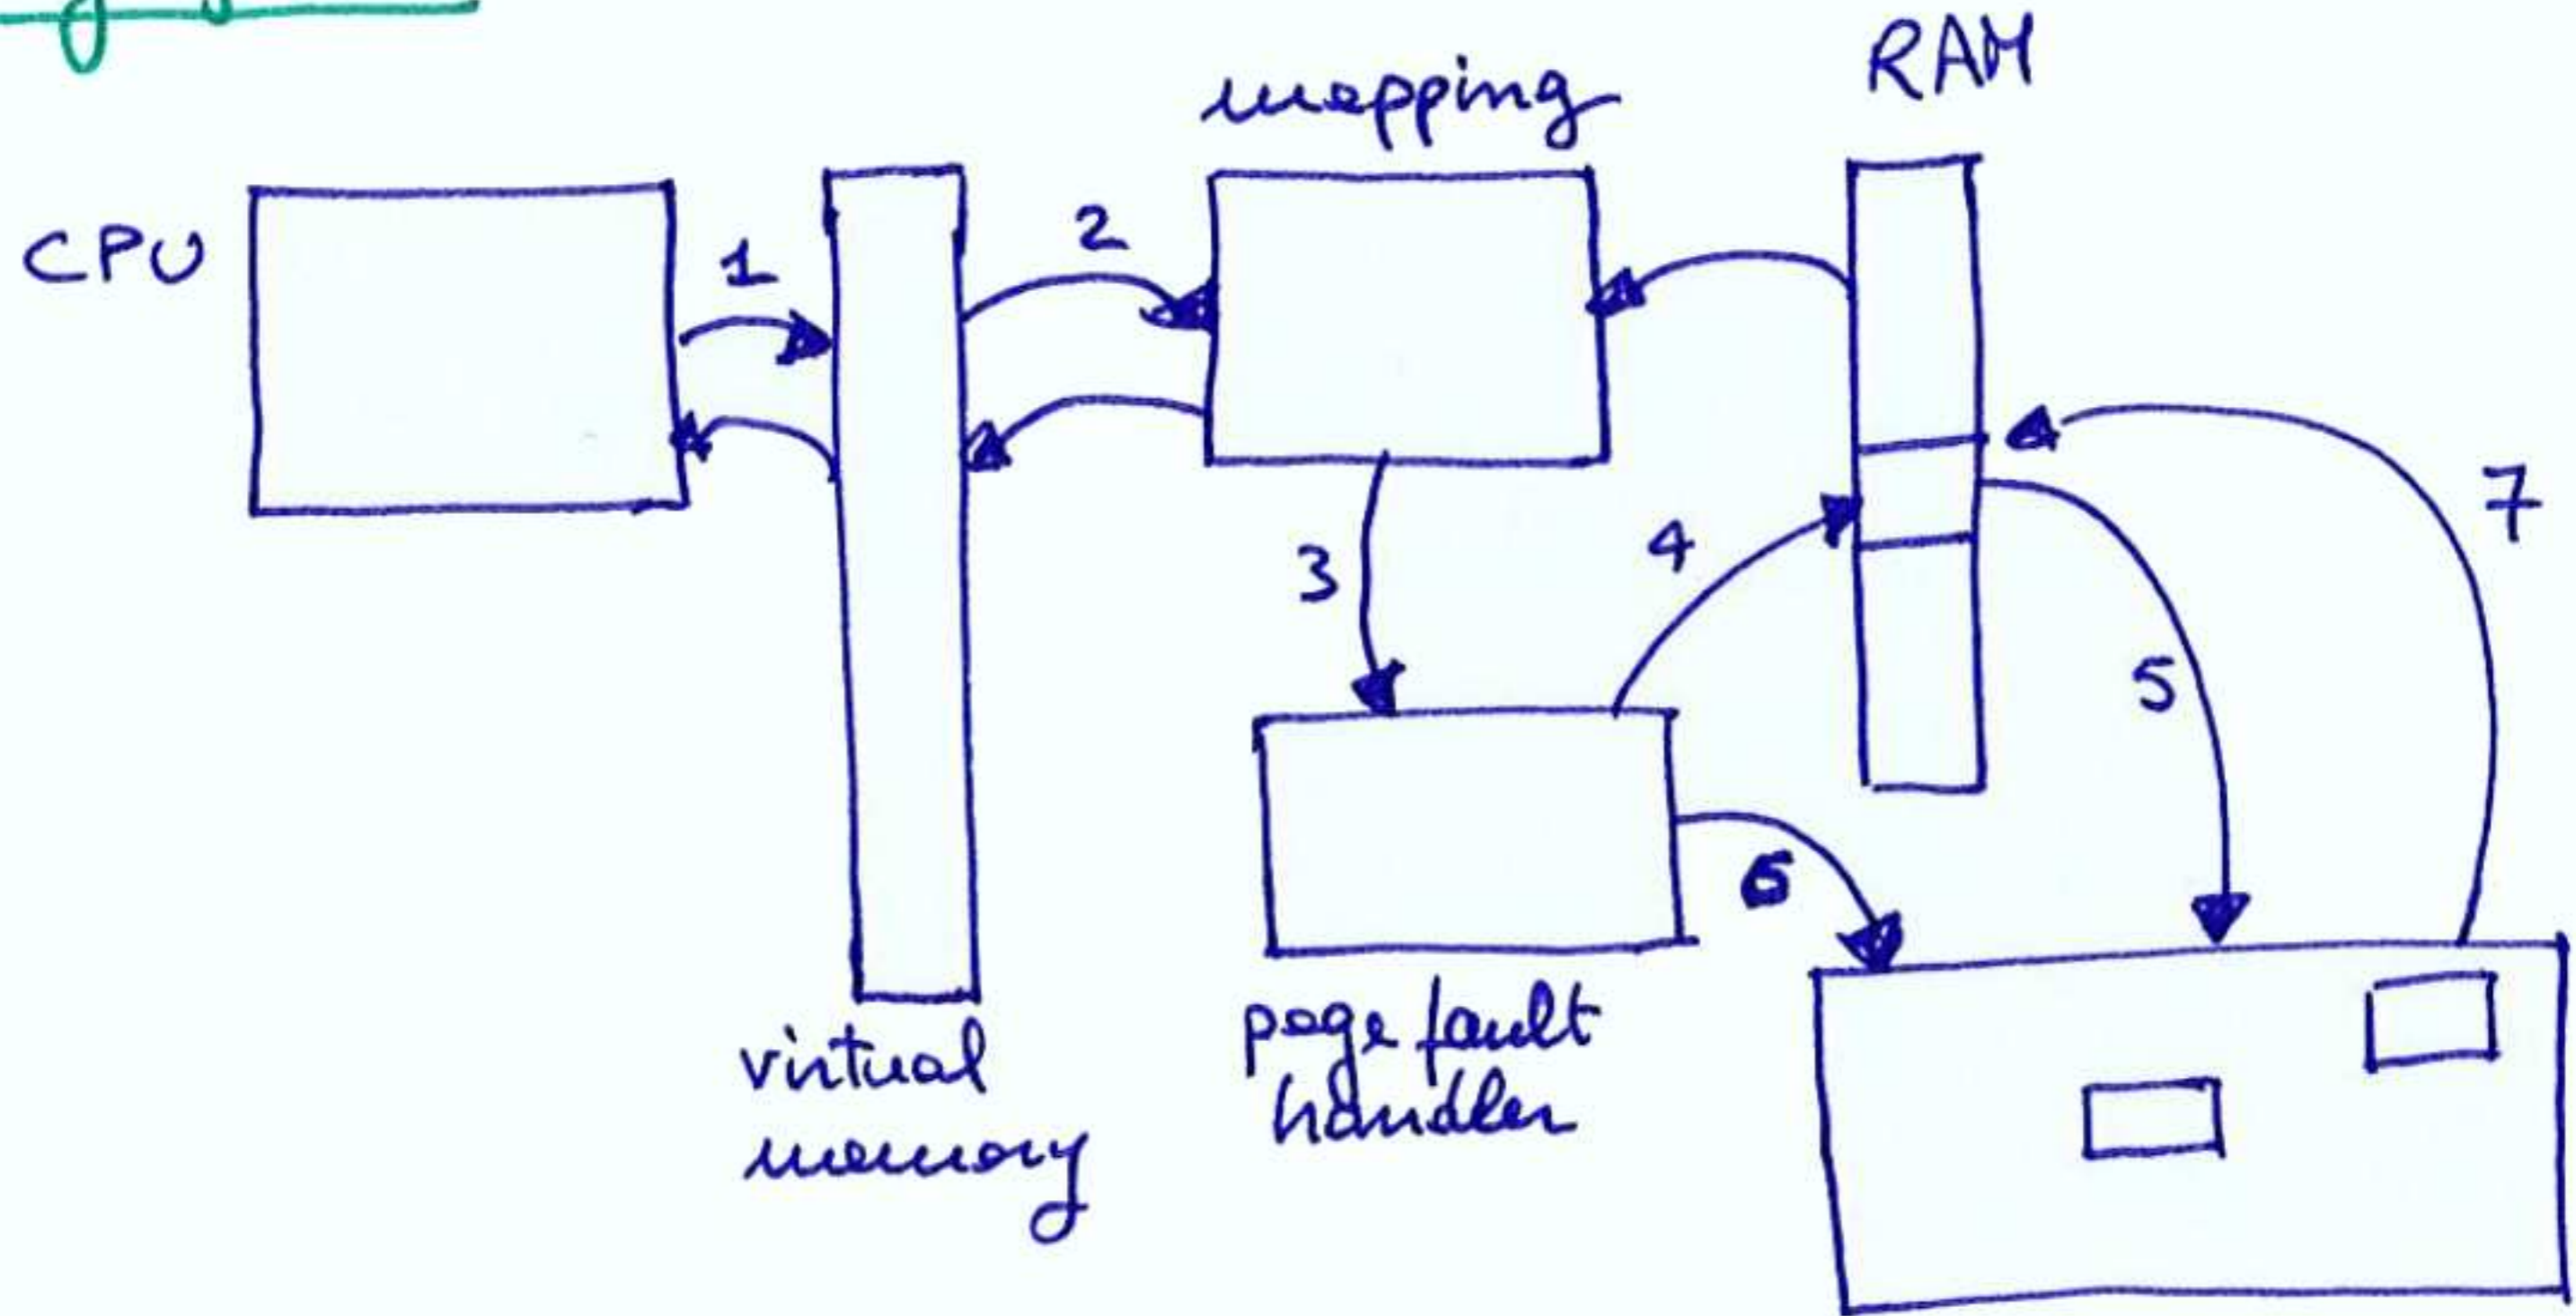 RAM
mapping
CPU
1
2
7
3
4
5
6
page fault
handler
virtual
memory